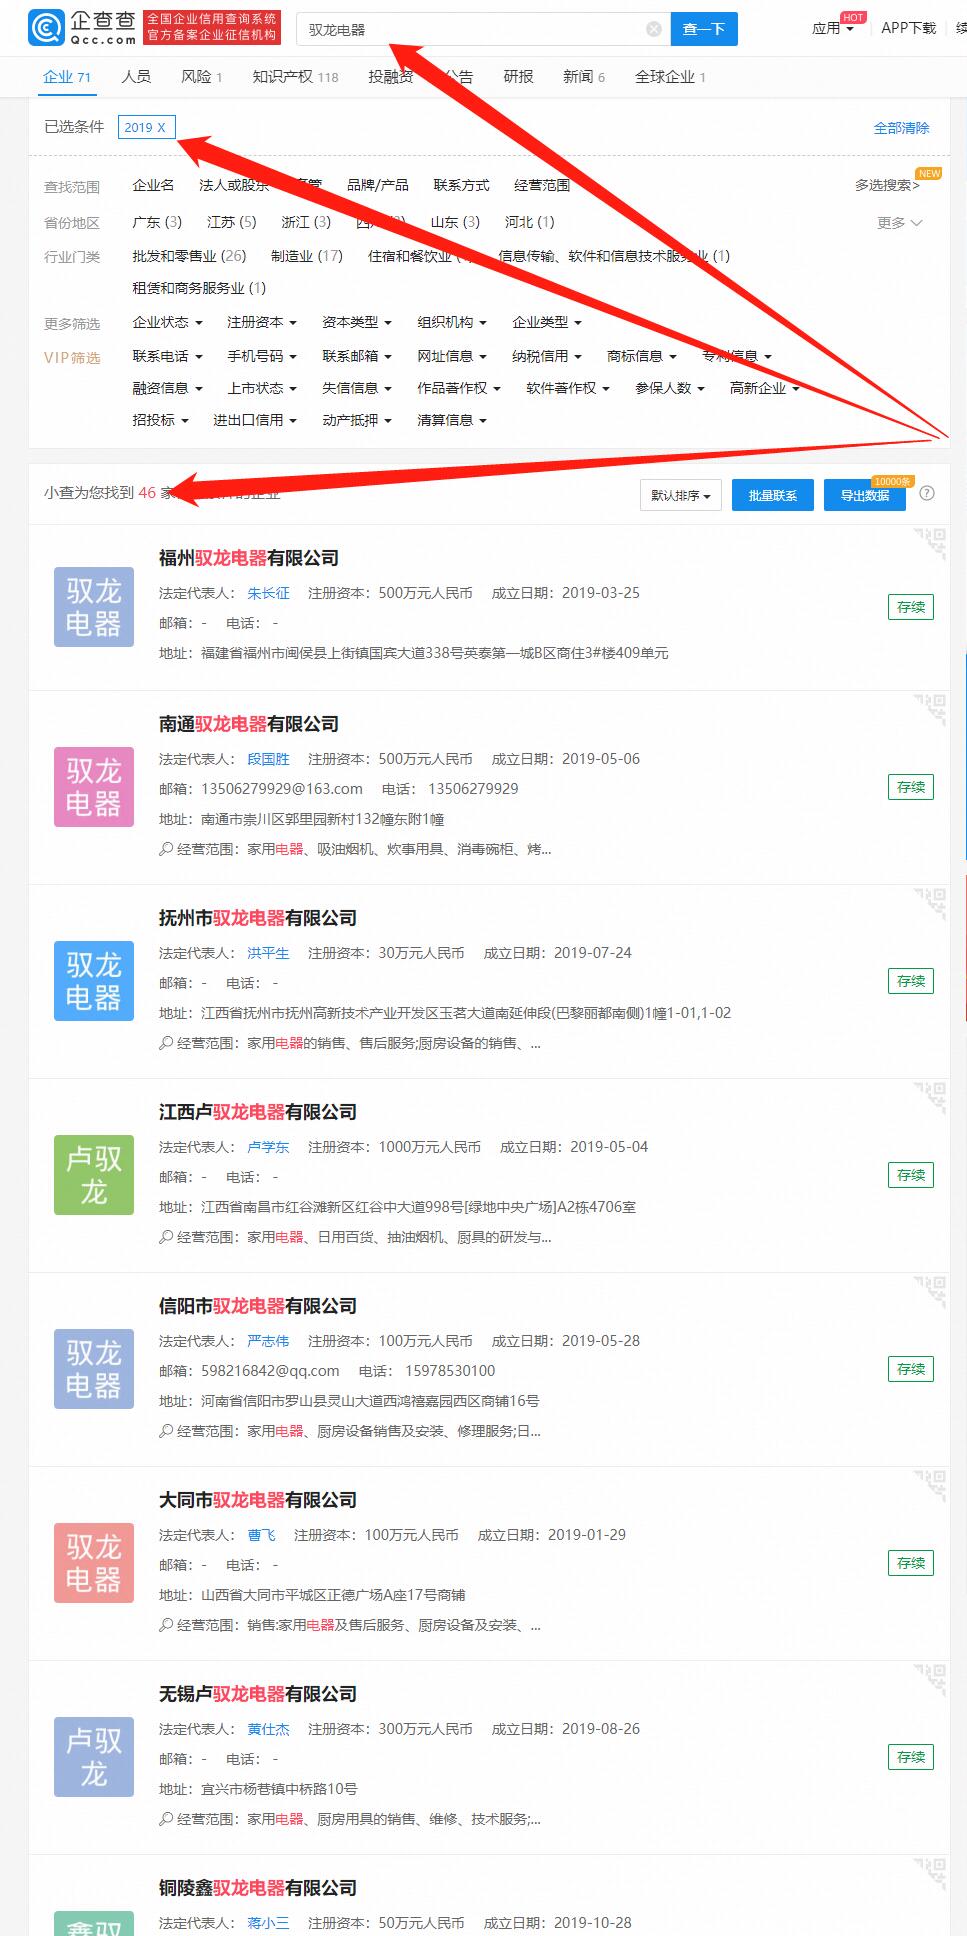 企查查 全国企业信用查询系统
Qcc.com 官方备案企业征信机构
驭龙电器 查一下 应用 HOT APP下载
企业 71 人员 风险 1 知识产权 118 投融资 公告 研报 新闻 6 全球企业 1
已选条件 2019 X 全部清除
查找范围 企业名 法人或股东 高管 品牌/产品 联系方式 经营范围 多选搜索> NEW
省份地区 广东 (3) 江苏 (5) 浙江 (3) 山东 (3) 河北 (1) 更多
行业门类 批发和零售业 (26) 制造业 (17) 住宿和餐饮业 信息传输、软件和信息技术服务业 (1)
租赁和商务服务业 (1)
更多筛选 企业状态 注册资本 资本类型 组织机构 企业类型
VIP筛选 联系电话 手机号码 联系邮箱 网址信息 纳税信用 商标信息 专利信息
融资信息 上市状态 失信信息 作品著作权 软件著作权 参保人数 高新企业
招投标 进出口信用 动产抵押 清算信息
小查为您找到 46 家 的企业 默认排序 批量联系 导出数据 10000条 ?
福州驭龙电器有限公司
驭龙电器
法定代表人： 朱长征 注册资本：500万元人民币 成立日期：2019-03-25
存续
邮箱：- 电话： -
地址：福建省福州市闽侯县上街镇国宾大道338号英泰第一城B区商住3#楼409单元
南通驭龙电器有限公司
驭龙电器
法定代表人： 段国胜 注册资本：500万元人民币 成立日期：2019-05-06
存续
邮箱：13506279929@163.com 电话： 13506279929
地址：南通市崇川区郭里园新村132幢东附1幢
经营范围：家用电器、吸油烟机、炊事用具、消毒碗柜、烤...
抚州市驭龙电器有限公司
驭龙电器
法定代表人： 洪平生 注册资本：30万元人民币 成立日期：2019-07-24
存续
邮箱：- 电话： -
地址：江西省抚州市抚州高新技术产业开发区玉茗大道南延伸段(巴黎丽都南侧)1幢1-01,1-02
经营范围：家用电器的销售、售后服务;厨房设备的销售、...
江西卢驭龙电器有限公司
卢驭龙
法定代表人： 卢学东 注册资本：1000万元人民币 成立日期：2019-05-04
存续
邮箱：- 电话： -
地址：江西省南昌市红谷滩新区红谷中大道998号[绿地中央广场]A2栋4706室
经营范围：家用电器、日用百货、抽油烟机、厨具的研发与...
信阳市驭龙电器有限公司
驭龙电器
法定代表人： 严志伟 注册资本：100万元人民币 成立日期：2019-05-28
存续
邮箱：598216842@qq.com 电话： 15978530100
地址：河南省信阳市罗山县灵山大道西鸿禧嘉园西区商铺16号
经营范围：家用电器、厨房设备销售及安装、修理服务;日...
大同市驭龙电器有限公司
驭龙电器
法定代表人： 曹飞 注册资本：100万元人民币 成立日期：2019-01-29
存续
邮箱：- 电话： -
地址：山西省大同市平城区正德广场A座17号商铺
经营范围：销售:家用电器及售后服务、厨房设备及安装、...
无锡卢驭龙电器有限公司
卢驭龙
法定代表人： 黄仕杰 注册资本：300万元人民币 成立日期：2019-08-26
存续
邮箱：- 电话： -
地址：宜兴市杨巷镇中桥路10号
经营范围：家用电器、厨房用具的销售、维修、技术服务;...
铜陵鑫驭龙电器有限公司
鑫驭
法定代表人： 蒋小三 注册资本：50万元人民币 成立日期：2019-10-28